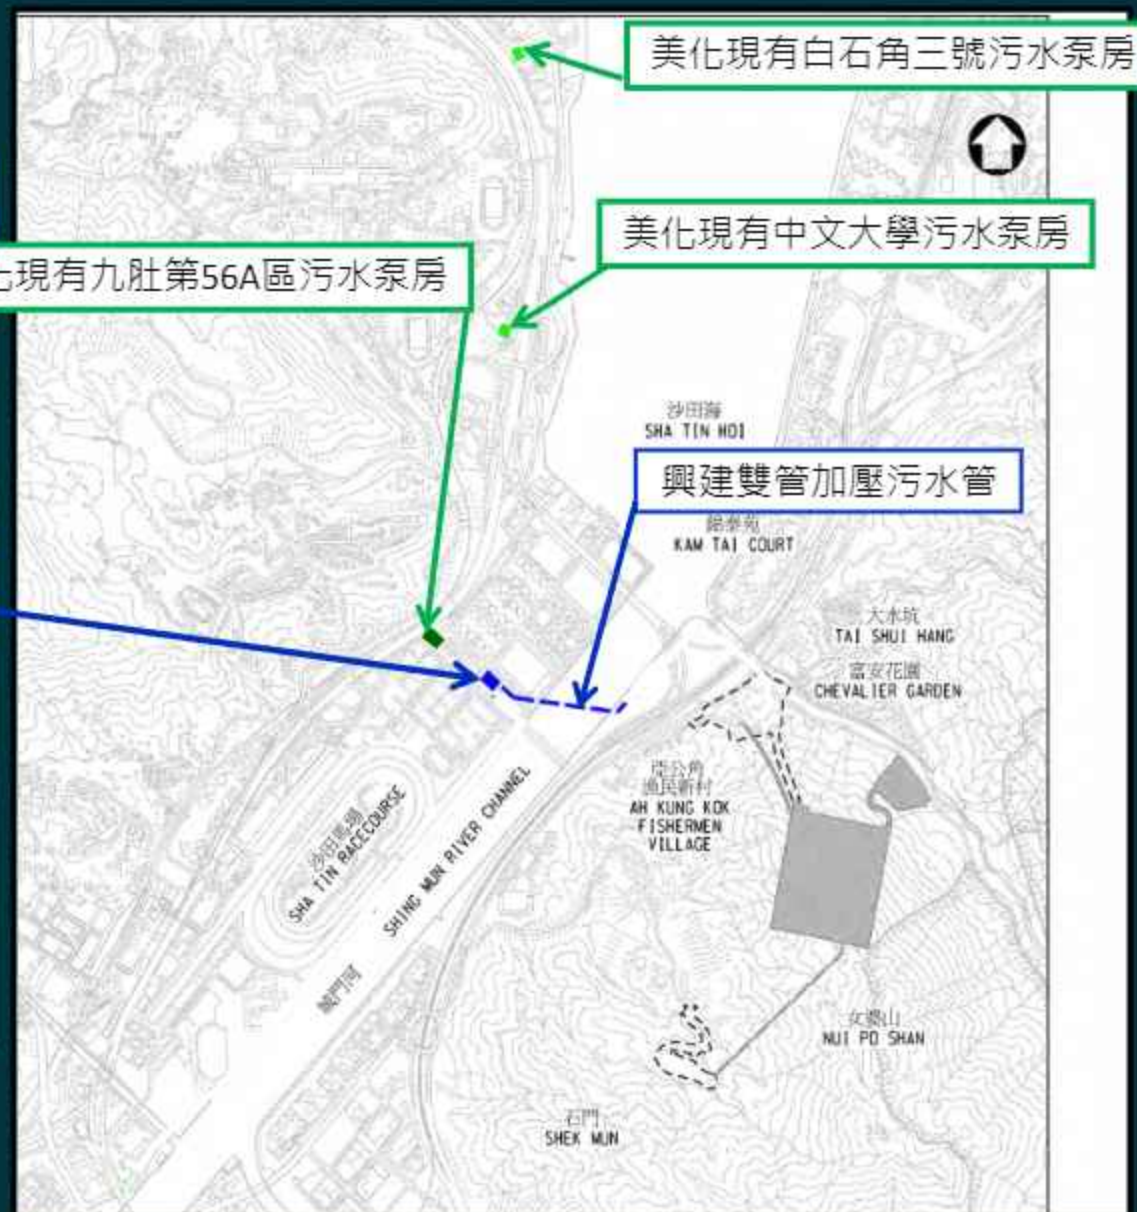 美化現有白石角三號污水泵房
美化現有中文大學污水泵房
現有九肚第56A區污水泵房
沙田海
SHA TIN HOI
興建雙管加壓污水管
錦泰苑
KAM TAI COURT
大水坑
TAI SHUI HANG
富安花園
CHEVALIER GARDEN
亞公角
漁民新村
AH KUNG KOK
FISHERMEN
VILLAGE
沙田馬場
SHA TIN RACECOURSE
SHING MUN RIVER CHANNEL
城門河
女婆山
NUI PO SHAN
石門
SHEK MUN